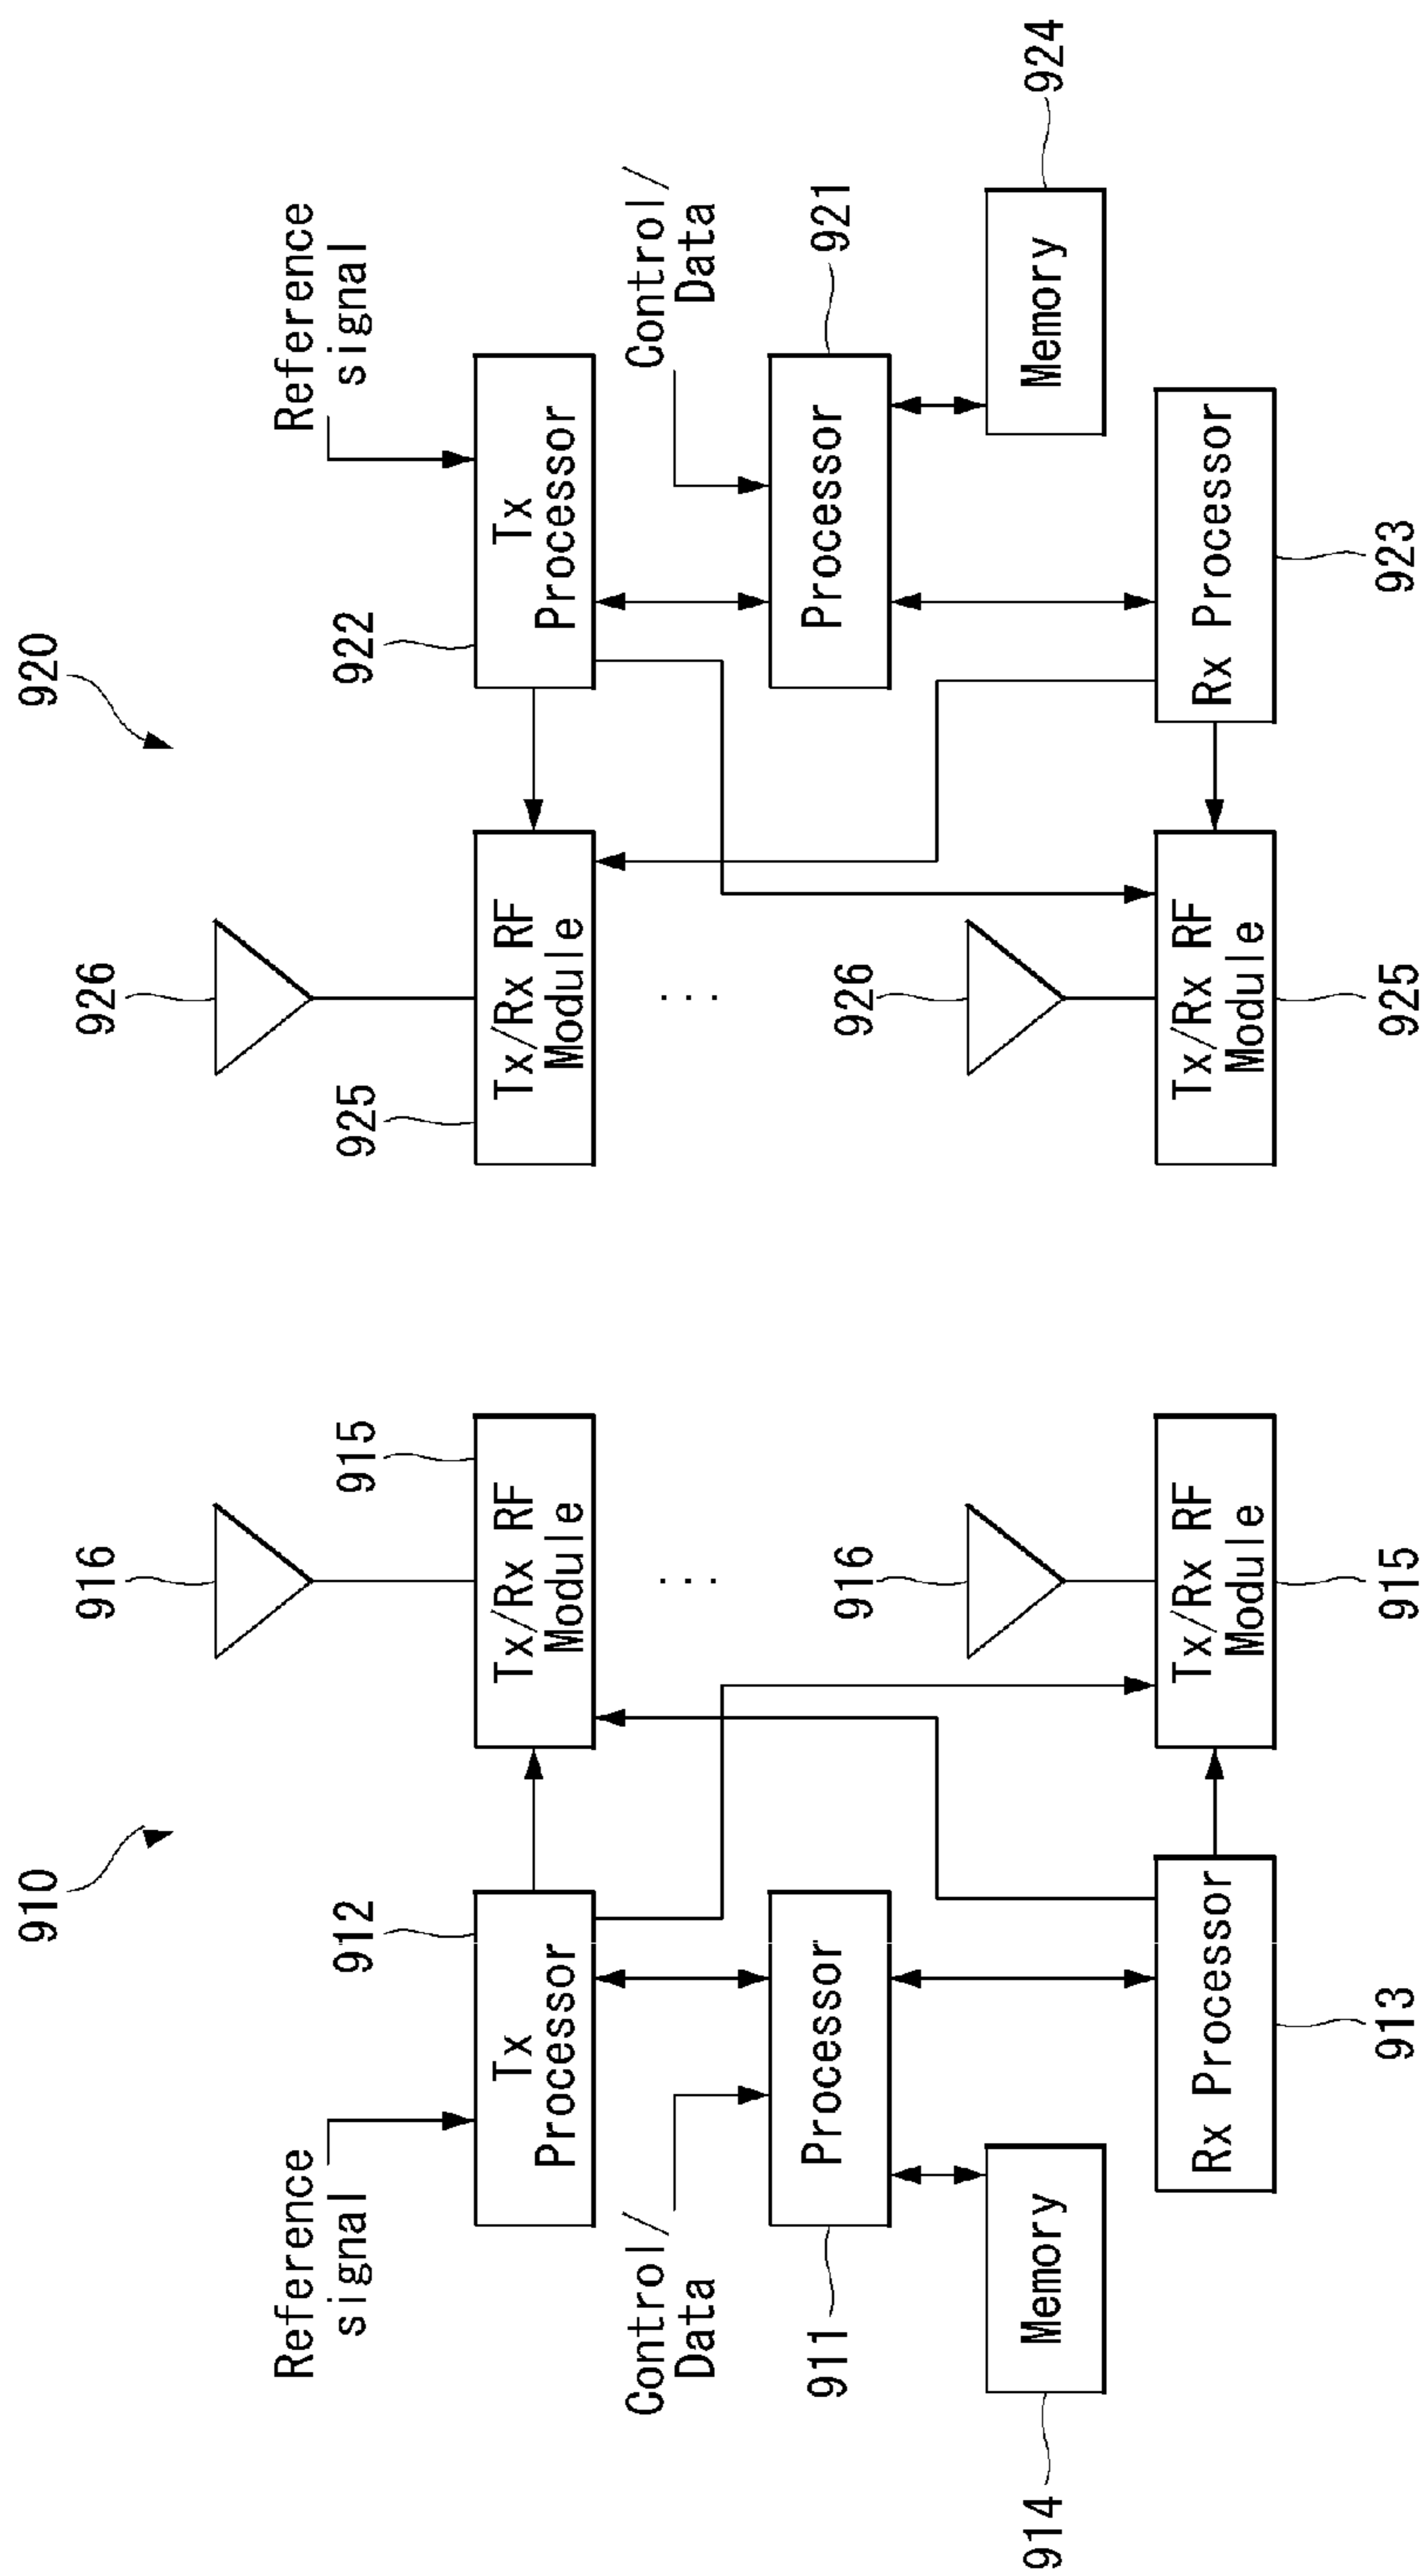 910
Reference
signal
912
Tx
Processor
916
915
Tx/Rx RF
Module
Control/
Data
911
Processor
...
914
Memory
916
Rx Processor
913
Tx/Rx RF
Module
915
920
926
925
Tx/Rx RF
Module
922
Tx
Processor
Reference
signal
...
Control/
Data
Processor
921
926
Memory
924
Tx/Rx RF
Module
925
Rx Processor
923